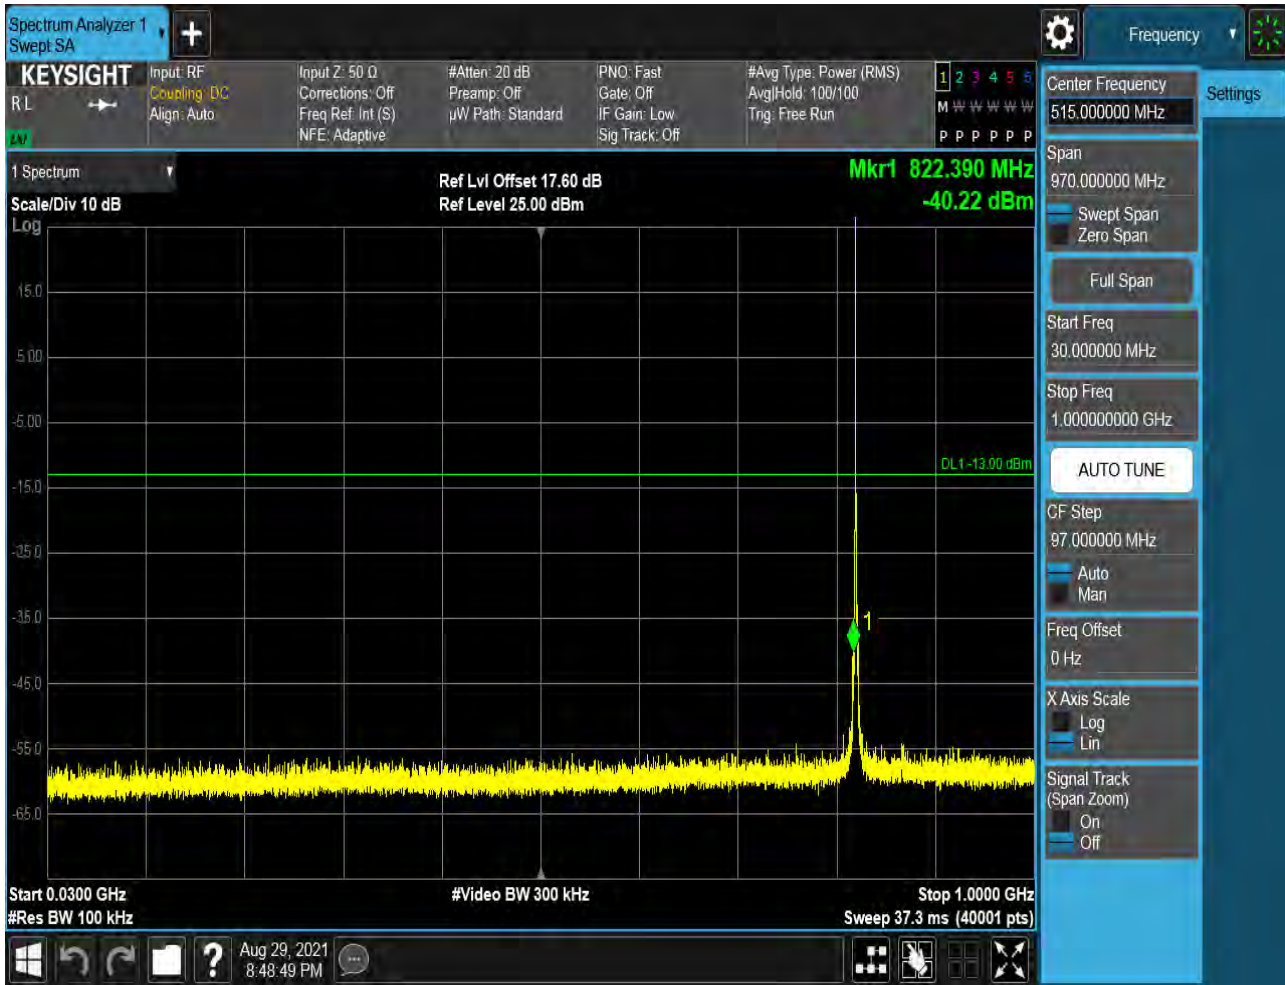 Spectrum Analyzer 1
Swept SA
Frequency
KEYSIGHT
R L
Input: RF
Coupling: DC
Align: Auto
Input Z: 50 Ω
Corrections: Off
Freq Ref: Int (S)
NFE: Adaptive
#Atten: 20 dB
Preamp: Off
µW Path: Standard
PNO: Fast
Gate: Off
IF Gain: Low
Sig Track: Off
#Avg Type: Power (RMS)
Avg|Hold: 100/100
Trig: Free Run
1 2 3 4 5 6
M W W W W W
P P P P P P
1 Spectrum
Scale/Div 10 dB
Log
Ref Lvl Offset 17.60 dB
Ref Level 25.00 dBm
Mkr1 822.390 MHz
-40.22 dBm
15.0
5.00
-5.00
DL1 -13.00 dBm
-15.0
-25.0
-35.0
1
-45.0
-55.0
-65.0
Start 0.0300 GHz
#Video BW 300 kHz
Stop 1.0000 GHz
#Res BW 100 kHz
Sweep 37.3 ms (40001 pts)
Aug 29, 2021
8:48:49 PM
Center Frequency
515.000000 MHz
Settings
Span
970.000000 MHz
Swept Span
Zero Span
Full Span
Start Freq
30.000000 MHz
Stop Freq
1.000000000 GHz
AUTO TUNE
CF Step
97.000000 MHz
Auto
Man
Freq Offset
0 Hz
X Axis Scale
Log
Lin
Signal Track
(Span Zoom)
On
Off